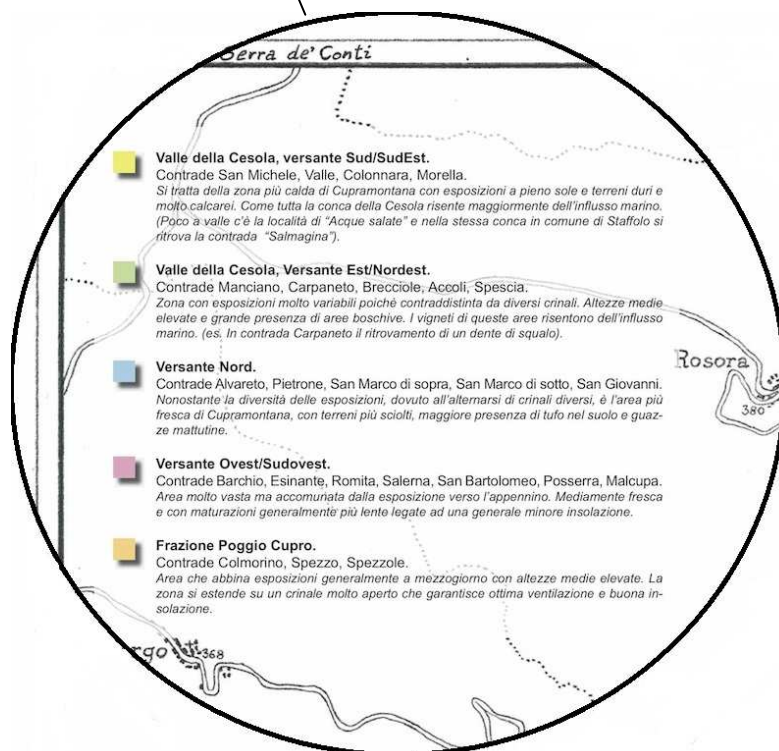 Serra de' Conti
Valle della Cesola, versante Sud/SudEst.
Contrade San Michele, Valle, Colonnara, Morella.
Si tratta della zona più calda di Cupramontana con esposizioni a pieno sole e terreni duri e
molto calcarei. Come tutta la conca della Cesola risente maggiormente dell'influsso marino.
(Poco a valle c'è la località di "Acque salate" e nella stessa conca in comune di Staffolo si
ritrova la contrada "Salmagina").
Valle della Cesola, Versante Est/Nordest.
Contrade Manciano, Carpaneto, Brecciole, Accoli, Spescia.
Zona con esposizioni molto variabili poichè contraddistinta da diversi crinali. Altezze medie
elevate e grande presenza di aree boschive. I vigneti di queste aree risentono dell'influsso
marino. (es. In contrada Carpaneto il ritrovamento di un dente di squalo).
Rosora
380
Versante Nord.
Contrade Alvareto, Pietrone, San Marco di sopra, San Marco di sotto, San Giovanni.
Nonostante la diversità delle esposizioni, dovuto all'alternarsi di crinali diversi, è l'area più
fresca di Cupramontana, con terreni più sciolti, maggiore presenza di tufo nel suolo e guaz-
ze mattutine.
Versante Ovest/Sudovest.
Contrade Barchio, Esinante, Romita, Salerna, San Bartolomeo, Posserra, Malcupa.
Area molto vasta ma accomunata dalla esposizione verso l'appennino. Mediamente fresca
e con maturazioni generalmente più lente legate ad una generale minore insolazione.
Frazione Poggio Cupro.
Contrade Colmorino, Spezzo, Spezzole.
Area che abbina esposizioni generalmente a mezzogiorno con altezze medie elevate. La
zona si estende su un crinale molto aperto che garantisce ottima ventilazione e buona in-
solazione.
rgo
368